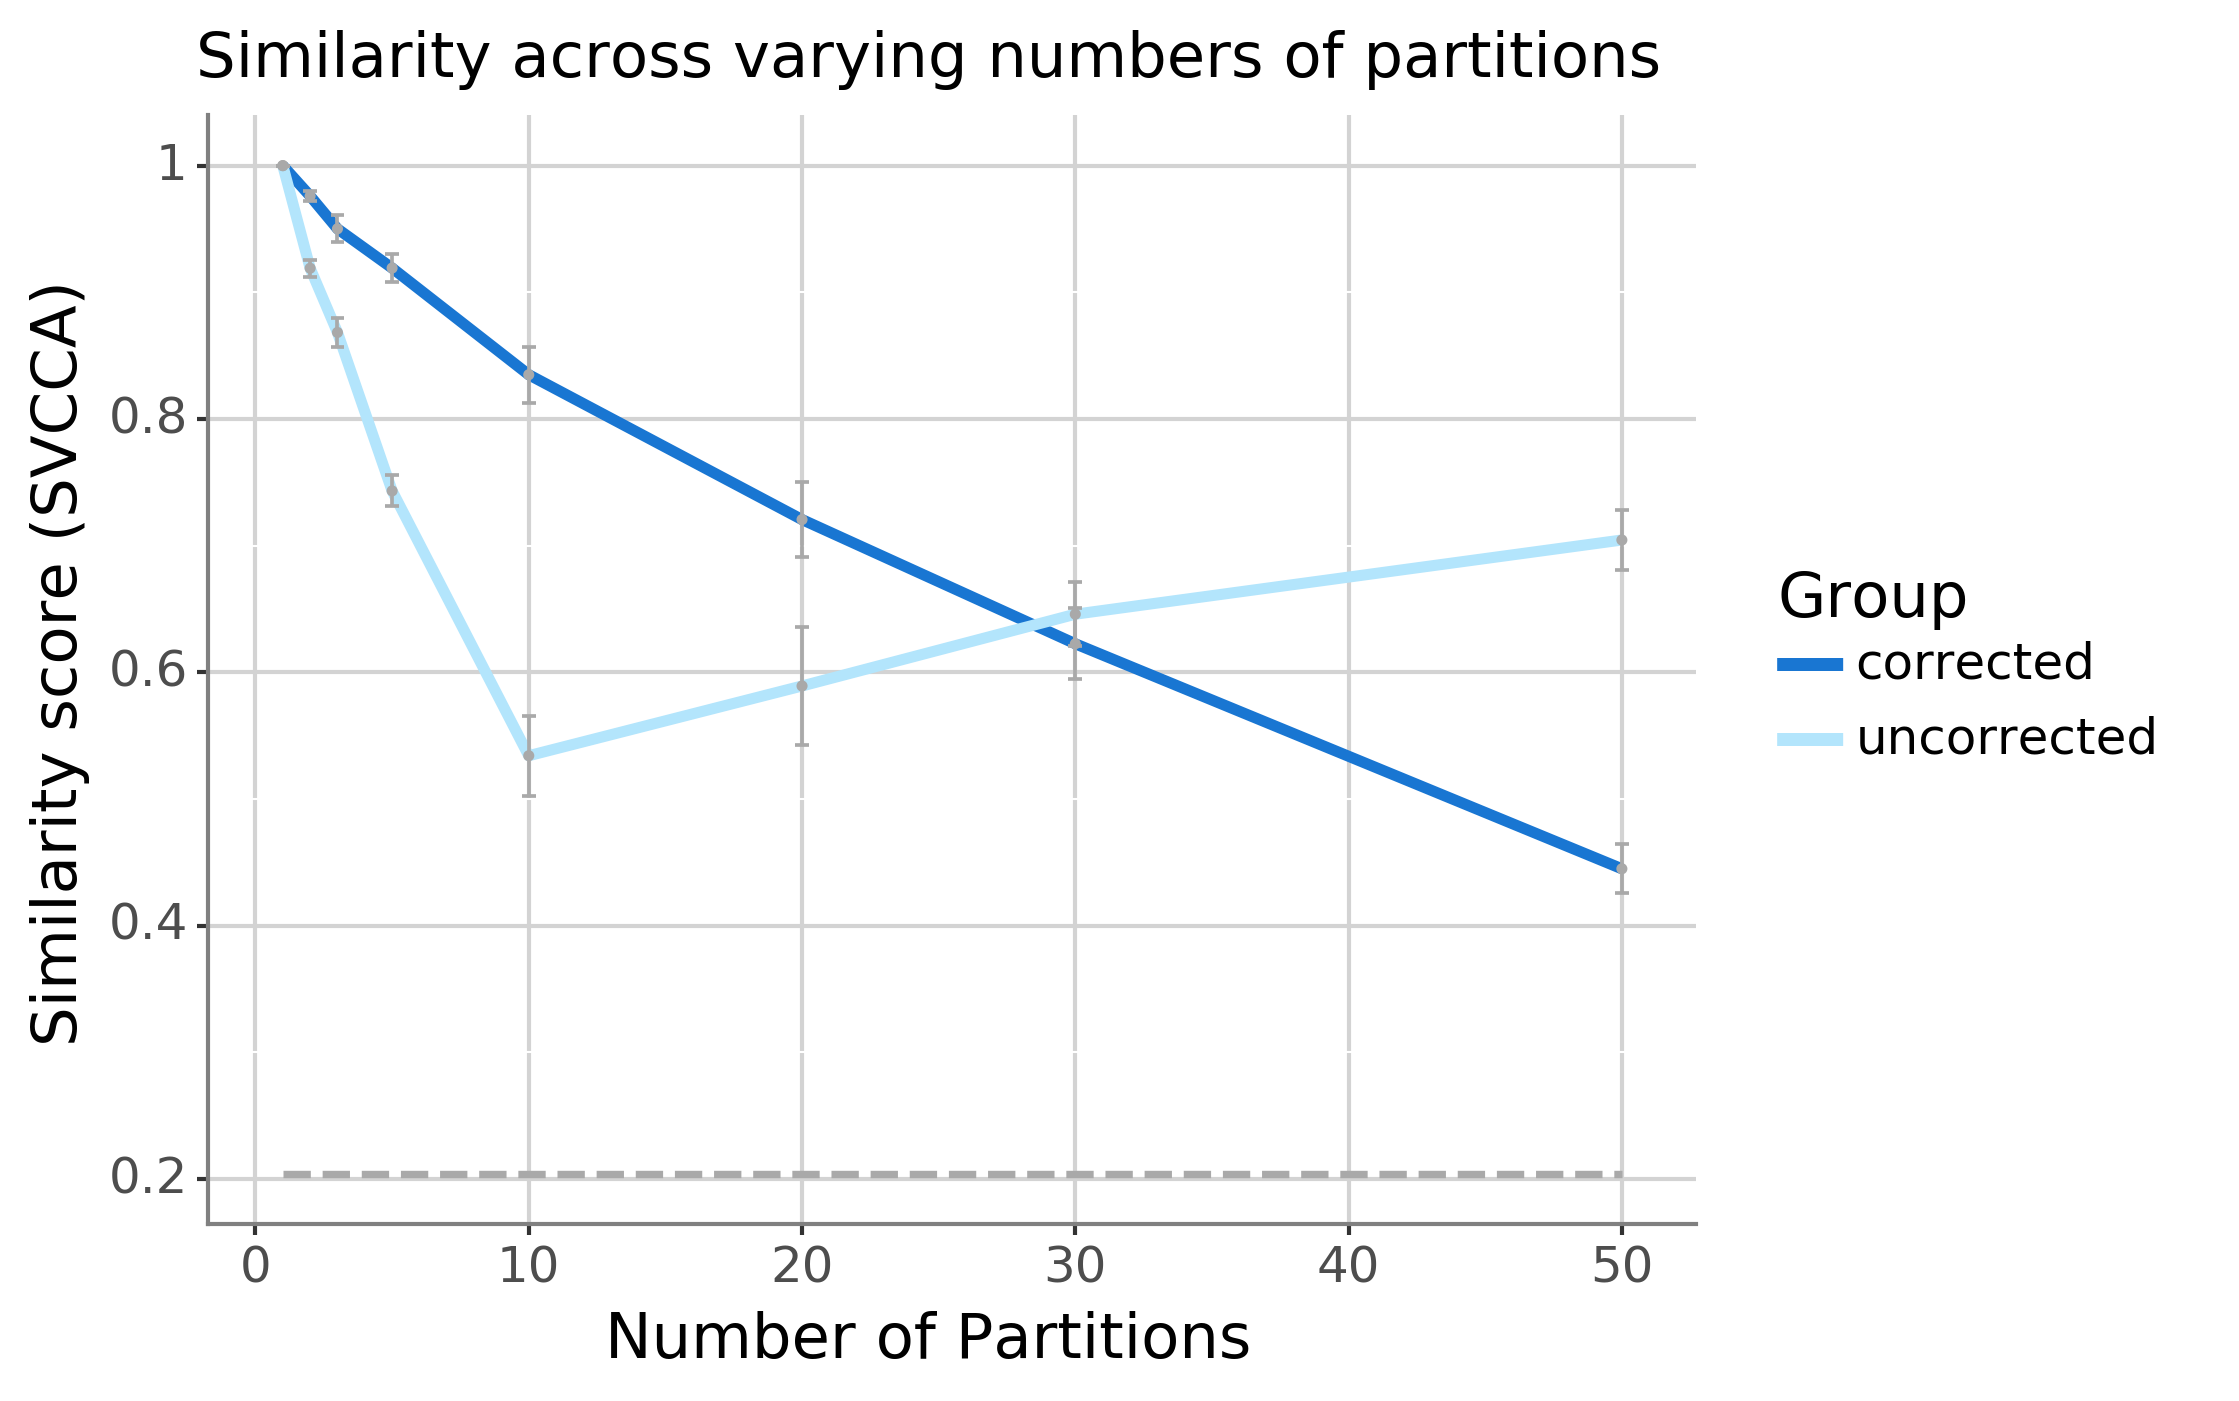 Similarity across varying numbers of partitions
Similarity score (SVCCA)
1
0.8
0.6
0.4
0.2
0 10 20 30 40 50
Number of Partitions
Group
corrected
uncorrected